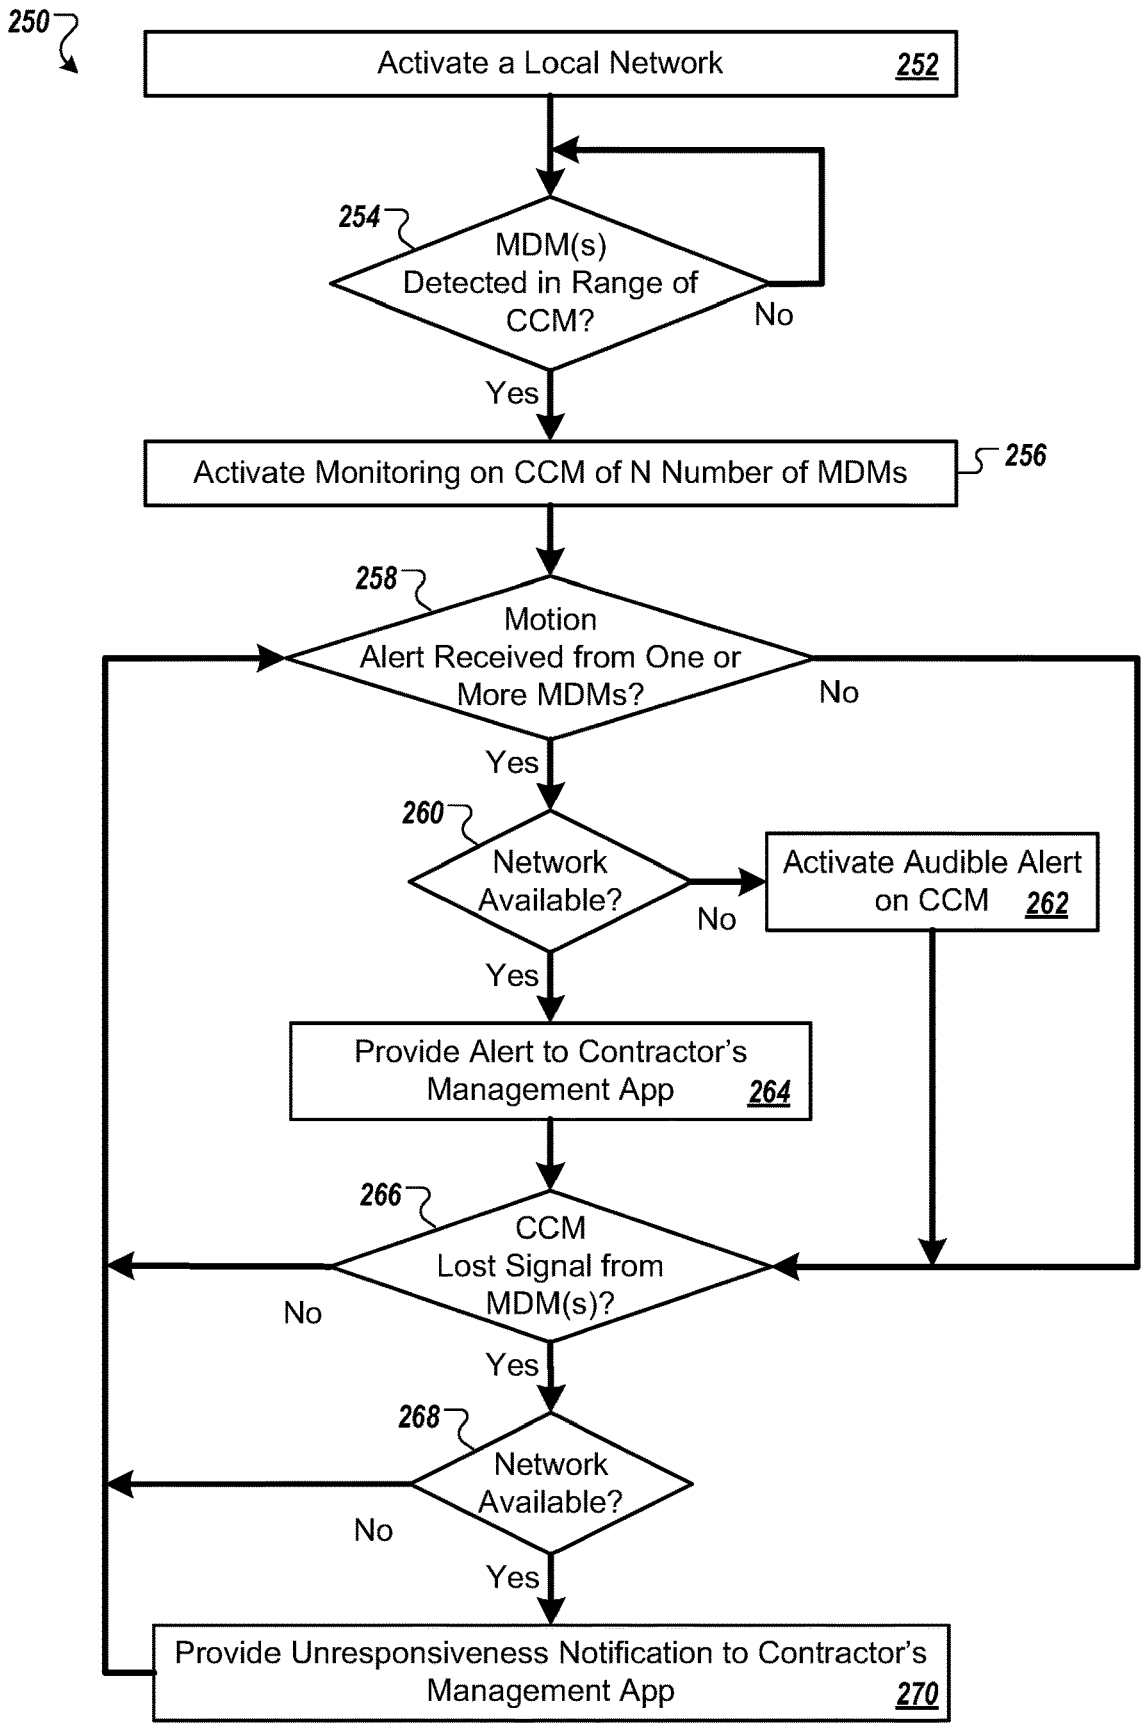 250
Activate a Local Network 252
254
MDM(s)
Detected in Range of
CCM?
No
Yes
Activate Monitoring on CCM of N Number of MDMs
256
258
Motion
Alert Received from One or
More MDMs?
No
Yes
260
Network
Available?
No
Activate Audible Alert
on CCM 262
Yes
Provide Alert to Contractor's
Management App 264
266
CCM
Lost Signal from
MDM(s)?
No
Yes
268
Network
Available?
No
Yes
Provide Unresponsiveness Notification to Contractor's
Management App 270